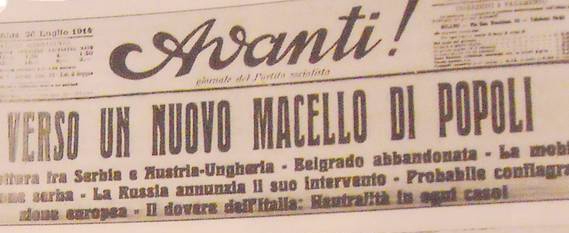 26 Luglio 1914
Avanti!
giornale del Partito socialista
VERSO UN NUOVO MACELLO DI POPOLI
ttura fra Serbia e Austria-Ungheria - Belgrado abbandonata - La mobi
one serba - La Russia annunzia il suo intervento - Probabile conflagra
zione europea - Il dovere dell'Italia: Neutralità in ogni caso!